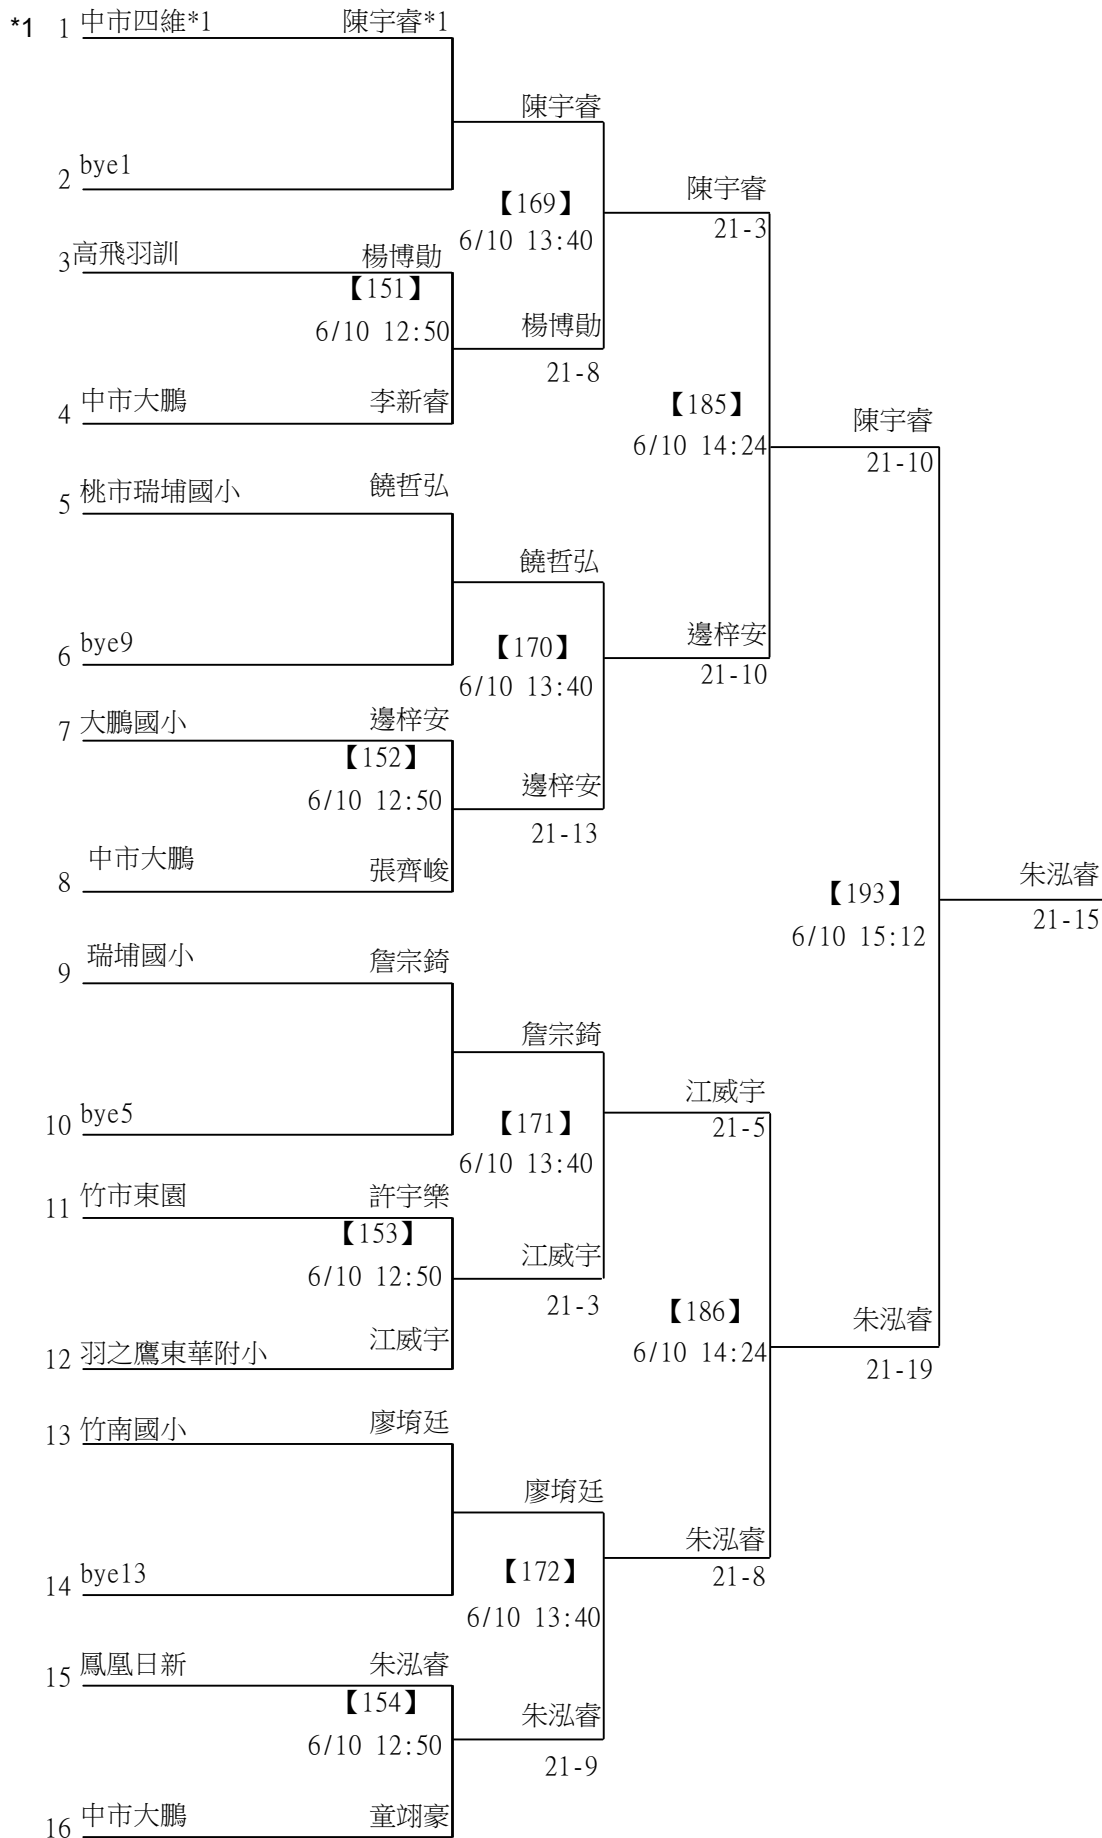 *1 1 中市四維*1 陳宇睿*1
陳宇睿
2 bye1
【169】
6/10 13:40
陳宇睿
21-3
3 高飛羽訓 楊博勛
【151】
6/10 12:50
楊博勛
21-8
4 中市大鵬 李新睿
【185】
6/10 14:24
陳宇睿
21-10
5 桃市瑞埔國小 饒哲弘
饒哲弘
6 bye9
【170】
6/10 13:40
邊梓安
21-10
7 大鵬國小 邊梓安
【152】
6/10 12:50
邊梓安
21-13
8 中市大鵬 張齊峻
【193】
6/10 15:12
朱泓睿
21-15
9 瑞埔國小 詹宗錡
詹宗錡
10 bye5
【171】
6/10 13:40
江威宇
21-5
11 竹市東園 許宇樂
【153】
6/10 12:50
江威宇
21-3
12 羽之鷹東華附小 江威宇
【186】
6/10 14:24
朱泓睿
21-19
13 竹南國小 廖堉廷
廖堉廷
14 bye13
【172】
6/10 13:40
朱泓睿
21-8
15 鳳凰日新 朱泓睿
【154】
6/10 12:50
朱泓睿
21-9
16 中市大鵬 童翊豪